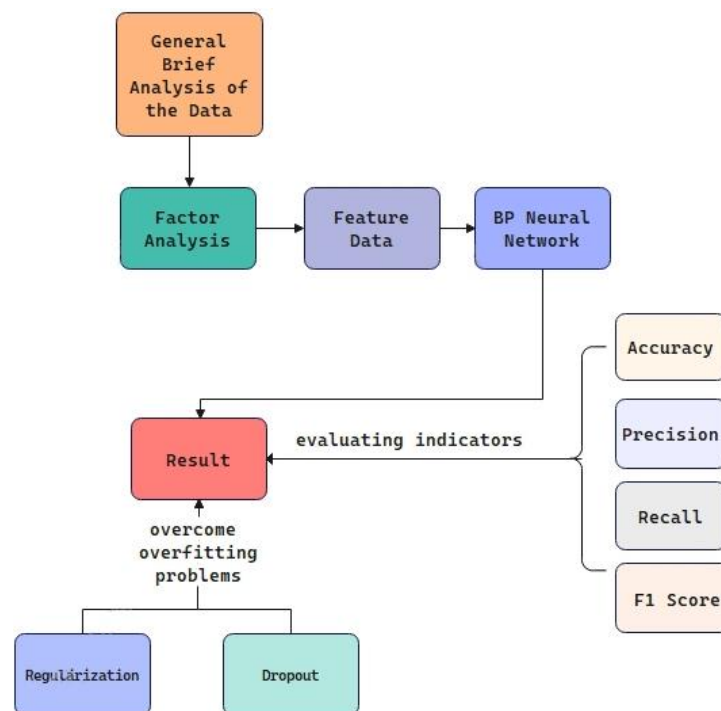 General
Brief
Analysis of
the Data
Factor
Analysis
Feature
Data
BP Neural
Network
Accuracy
Precision
Recall
F1 Score
evaluating indicators
Result
overcome
overfitting
problems
Regularization
Dropout